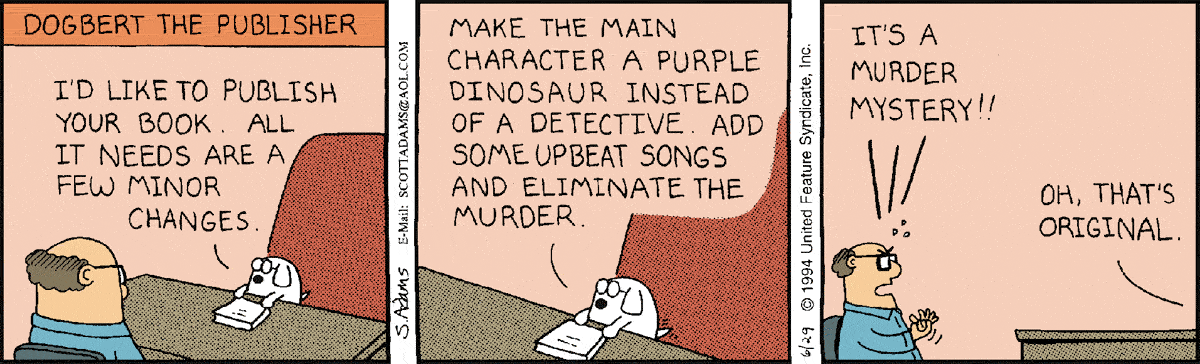 DOGBERT THE PUBLISHER
I'D LIKE TO PUBLISH
YOUR BOOK. ALL
IT NEEDS ARE A
FEW MINOR
CHANGES.
S. Adams E-Mail: SCOTTADAMS@AOL.COM
MAKE THE MAIN
CHARACTER A PURPLE
DINOSAUR INSTEAD
OF A DETECTIVE. ADD
SOME UPBEAT SONGS
AND ELIMINATE THE
MURDER.
6/29 © 1994 United Feature Syndicate, Inc.
IT'S A
MURDER
MYSTERY!!
OH, THAT'S
ORIGINAL.